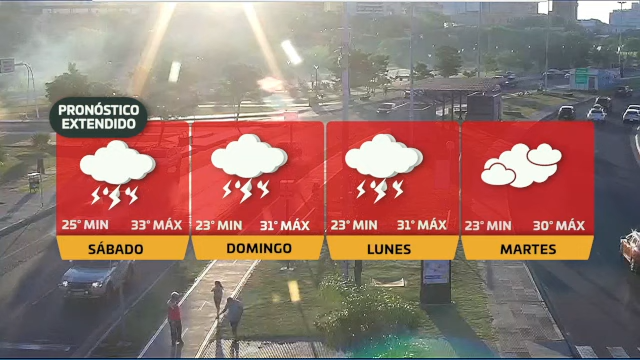 PRONÓSTICO
EXTENDIDO
25° MIN 33° MÁX
SÁBADO
23° MIN 31° MÁX
DOMINGO
23° MIN 31° MÁX
LUNES
23° MIN 30° MÁX
MARTES